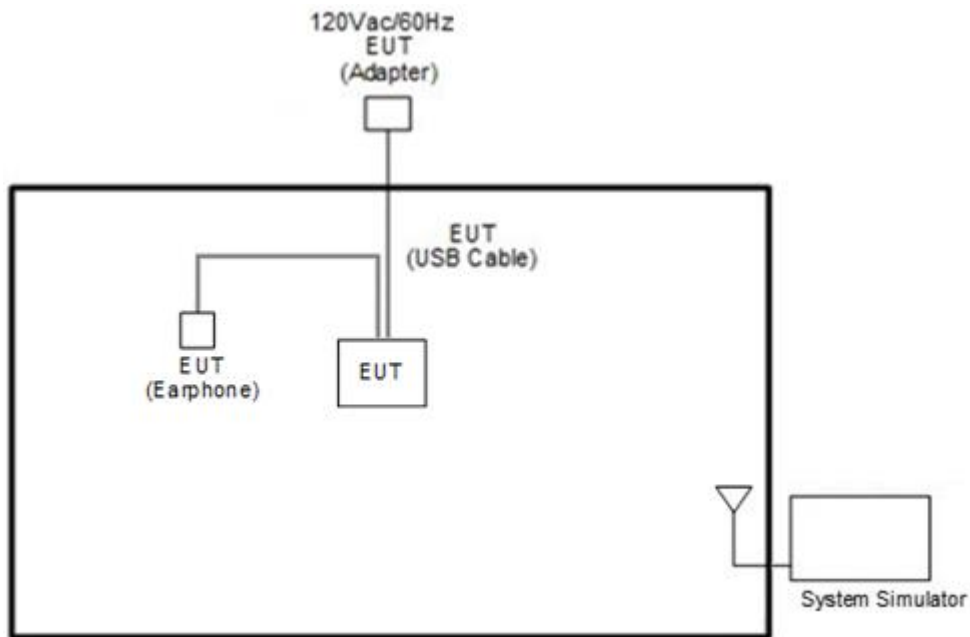 120Vac/60Hz
EUT
(Adapter)
EUT
(USB Cable)
EUT
(Earphone)
EUT
System Simulator